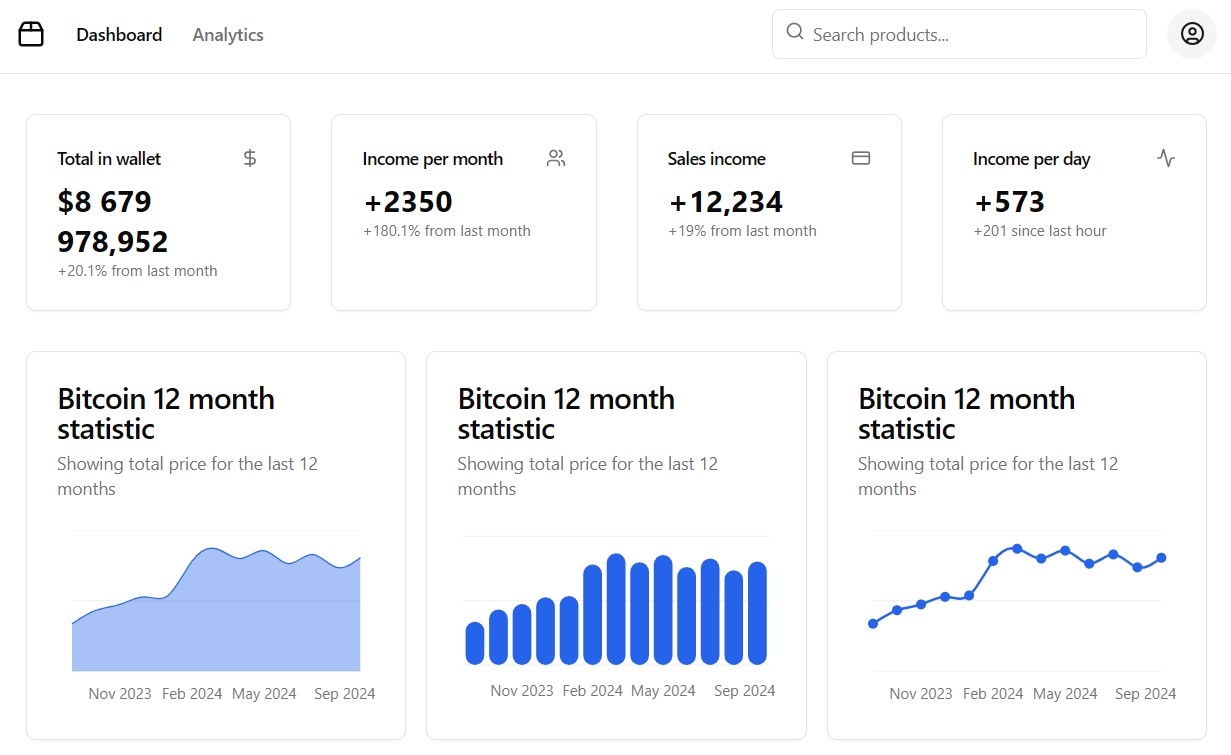 Dashboard Analytics Search products...
Total in wallet
$8 679
978,952
+20.1% from last month
Income per month
+2350
+180.1% from last month
Sales income
+12,234
+19% from last month
Income per day
+573
+201 since last hour
Bitcoin 12 month
statistic
Showing total price for the last 12
months
Nov 2023 Feb 2024 May 2024 Sep 2024
Bitcoin 12 month
statistic
Showing total price for the last 12
months
Nov 2023 Feb 2024 May 2024 Sep 2024
Bitcoin 12 month
statistic
Showing total price for the last 12
months
Nov 2023 Feb 2024 May 2024 Sep 2024